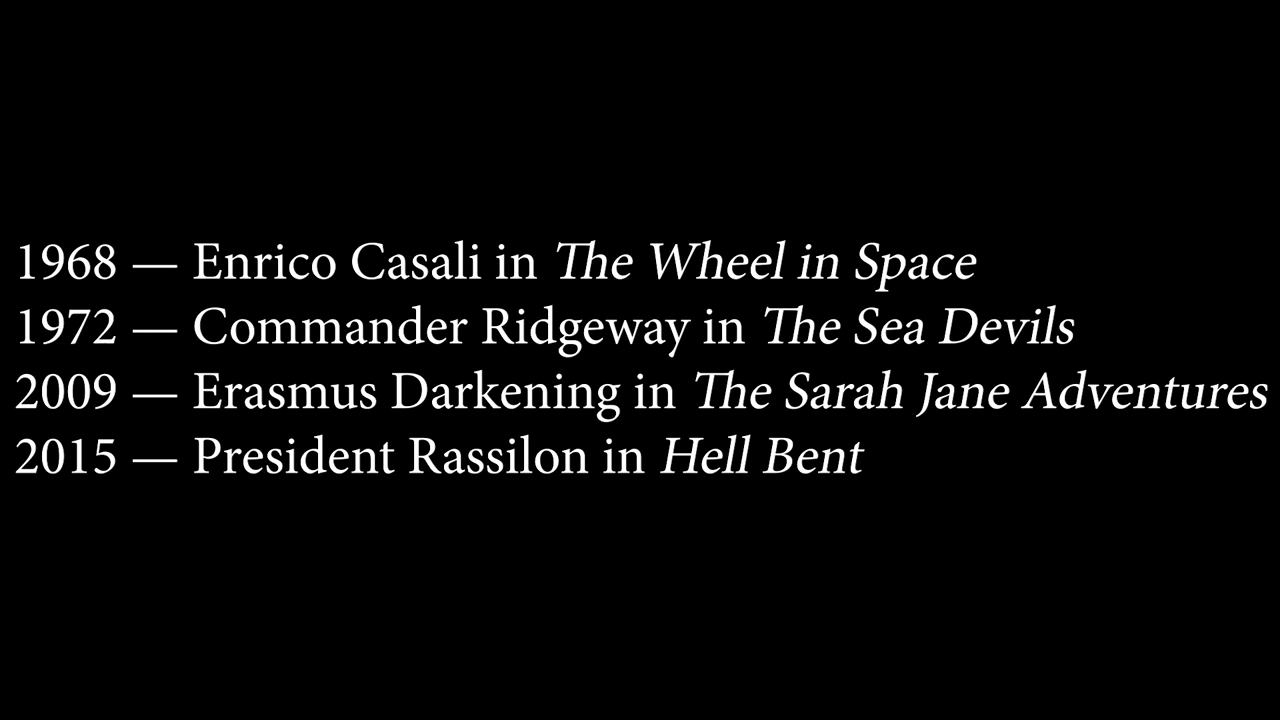 1968 — Enrico Casali in The Wheel in Space
1972 — Commander Ridgeway in The Sea Devils
2009 — Erasmus Darkening in The Sarah Jane Adventures
2015 — President Rassilon in Hell Bent